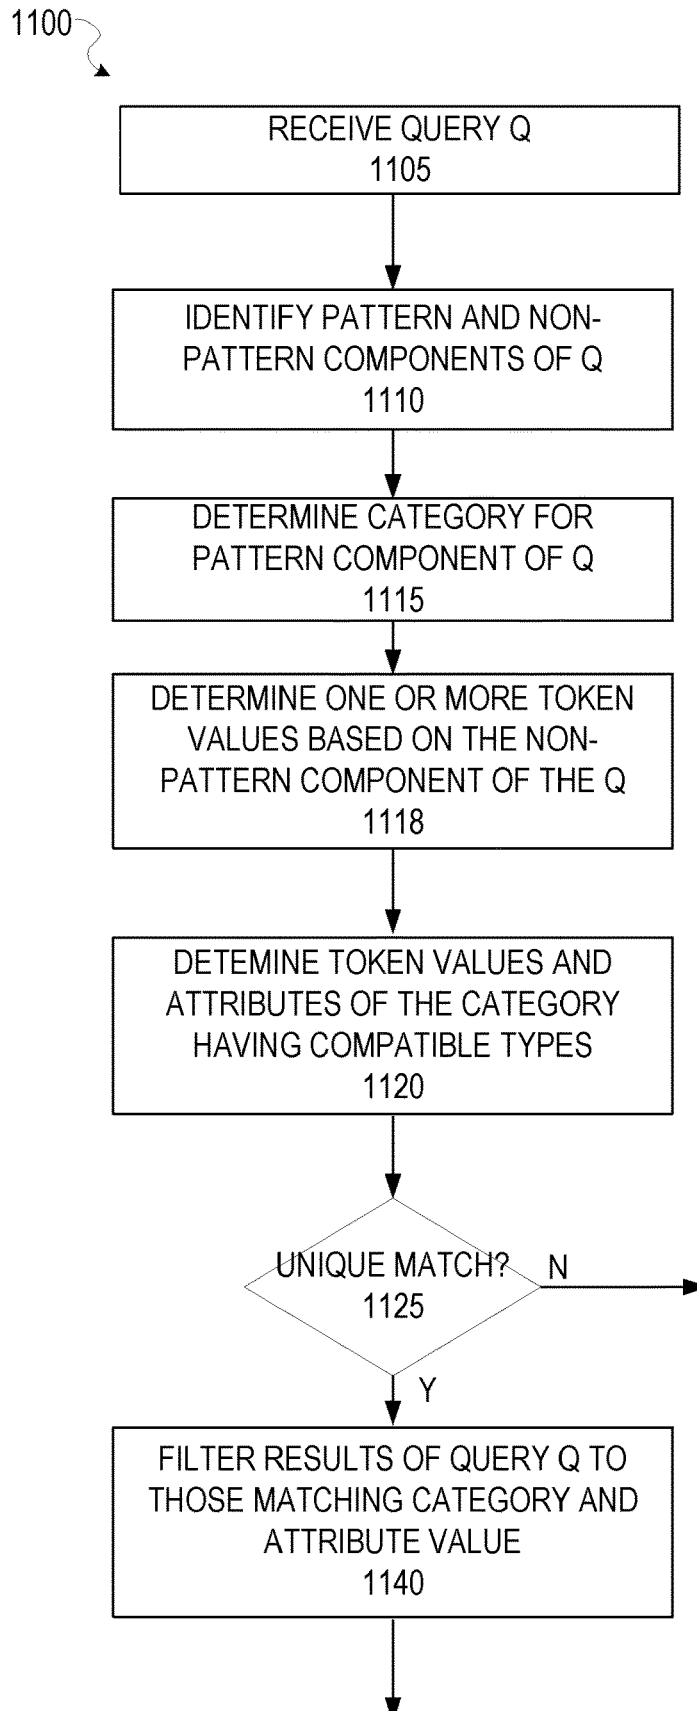 1100
RECEIVE QUERY Q
1105
IDENTIFY PATTERN AND NON-
PATTERN COMPONENTS OF Q
1110
DETERMINE CATEGORY FOR
PATTERN COMPONENT OF Q
1115
DETERMINE ONE OR MORE TOKEN
VALUES BASED ON THE NON-
PATTERN COMPONENT OF THE Q
1118
DETEMINE TOKEN VALUES AND
ATTRIBUTES OF THE CATEGORY
HAVING COMPATIBLE TYPES
1120
UNIQUE MATCH?
N
1125
Y
FILTER RESULTS OF QUERY Q TO
THOSE MATCHING CATEGORY AND
ATTRIBUTE VALUE
1140